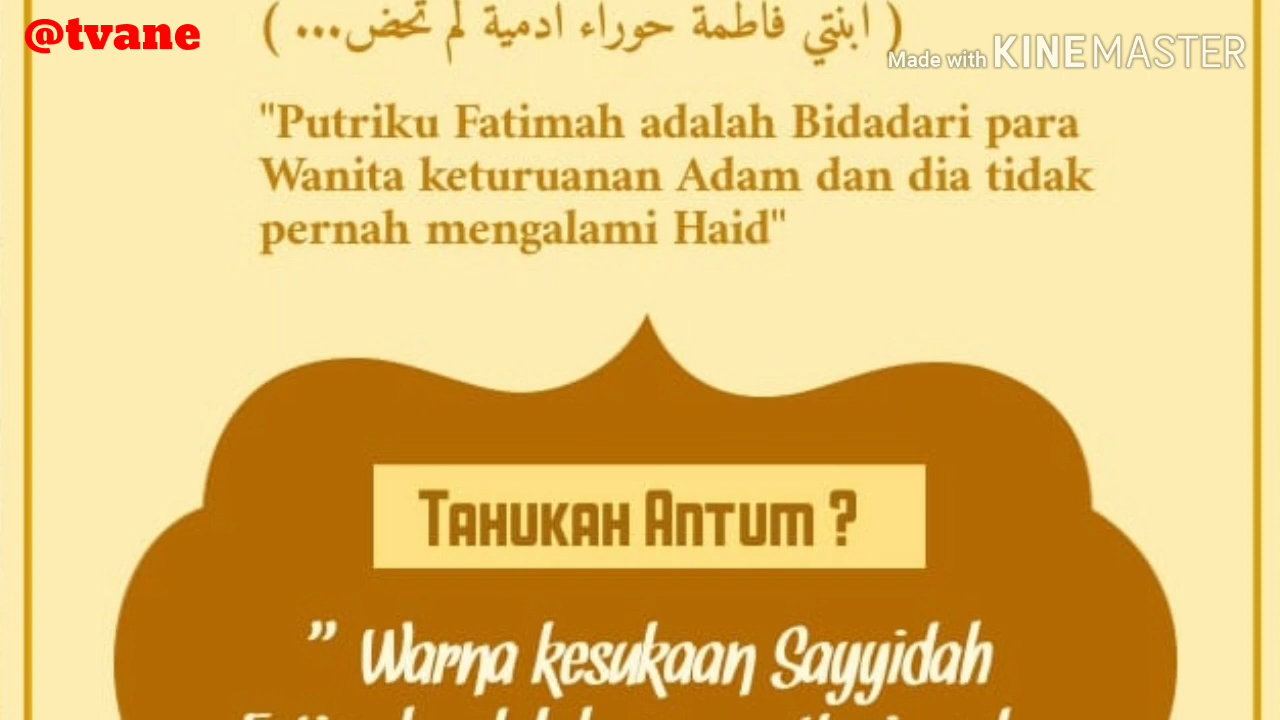 @tvane
( ابنتي فاطمة حوراء ادمية لم تحض... )
Made with KINEMASTER
"Putriku Fatimah adalah Bidadari para
Wanita keturuanan Adam dan dia tidak
pernah mengalami Haid"
TAHUKAH ANTUM ?
" Warna kesukaan Sayyidah